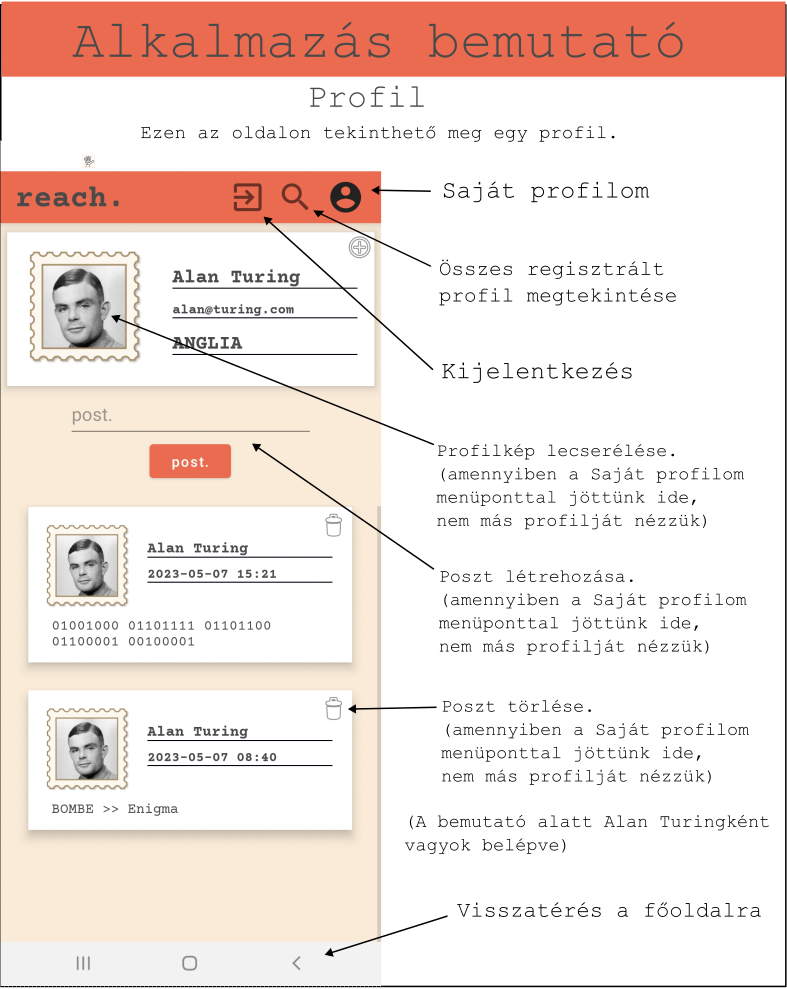 Alkalmazás bemutató
Profil
Ezen az oldalon tekinthető meg egy profil.
reach.
Saját profilom
Összes regisztrált
profil megtekintése
Kijelentkezés
Alan Turing
alan@turing.com
ANGLIA
Profilkép lecserélése.
(amennyiben a Saját profilom
menüponttal jöttünk ide,
nem más profilját nézzük)
post.
post.
Alan Turing
2023-05-07 15:21
01001000 01101111 01101100
01100001 00100001
Poszt létrehozása.
(amennyiben a Saját profilom
menüponttal jöttünk ide,
nem más profilját nézzük)
Alan Turing
2023-05-07 08:40
BOMBE >> Enigma
Poszt törlése.
(amennyiben a Saját profilom
menüponttal jöttünk ide,
nem más profilját nézzük)
(A bemutató alatt Alan Turingként
vagyok belépve)
Visszatérés a főoldalra